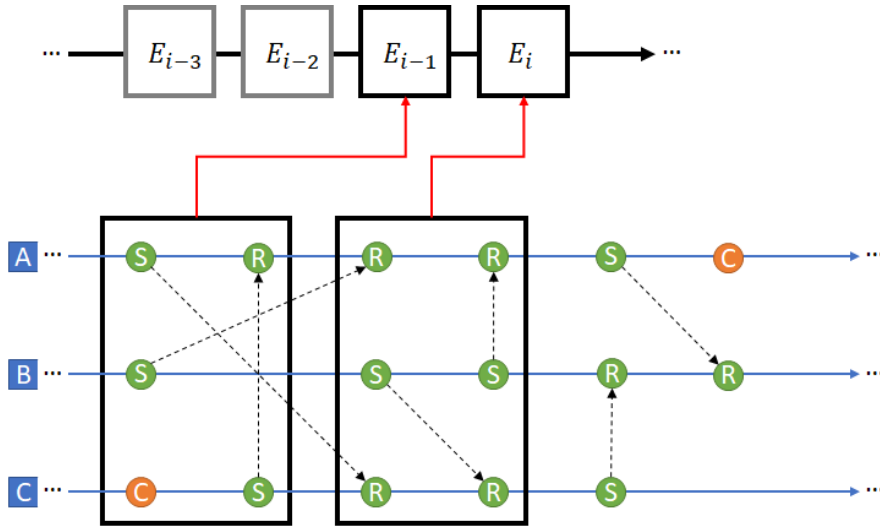 ... E_{i-3} E_{i-2} E_{i-1} E_i ...
A ... S R R R S C ...
B ... S S S R R ...
C ... C S R R S ...